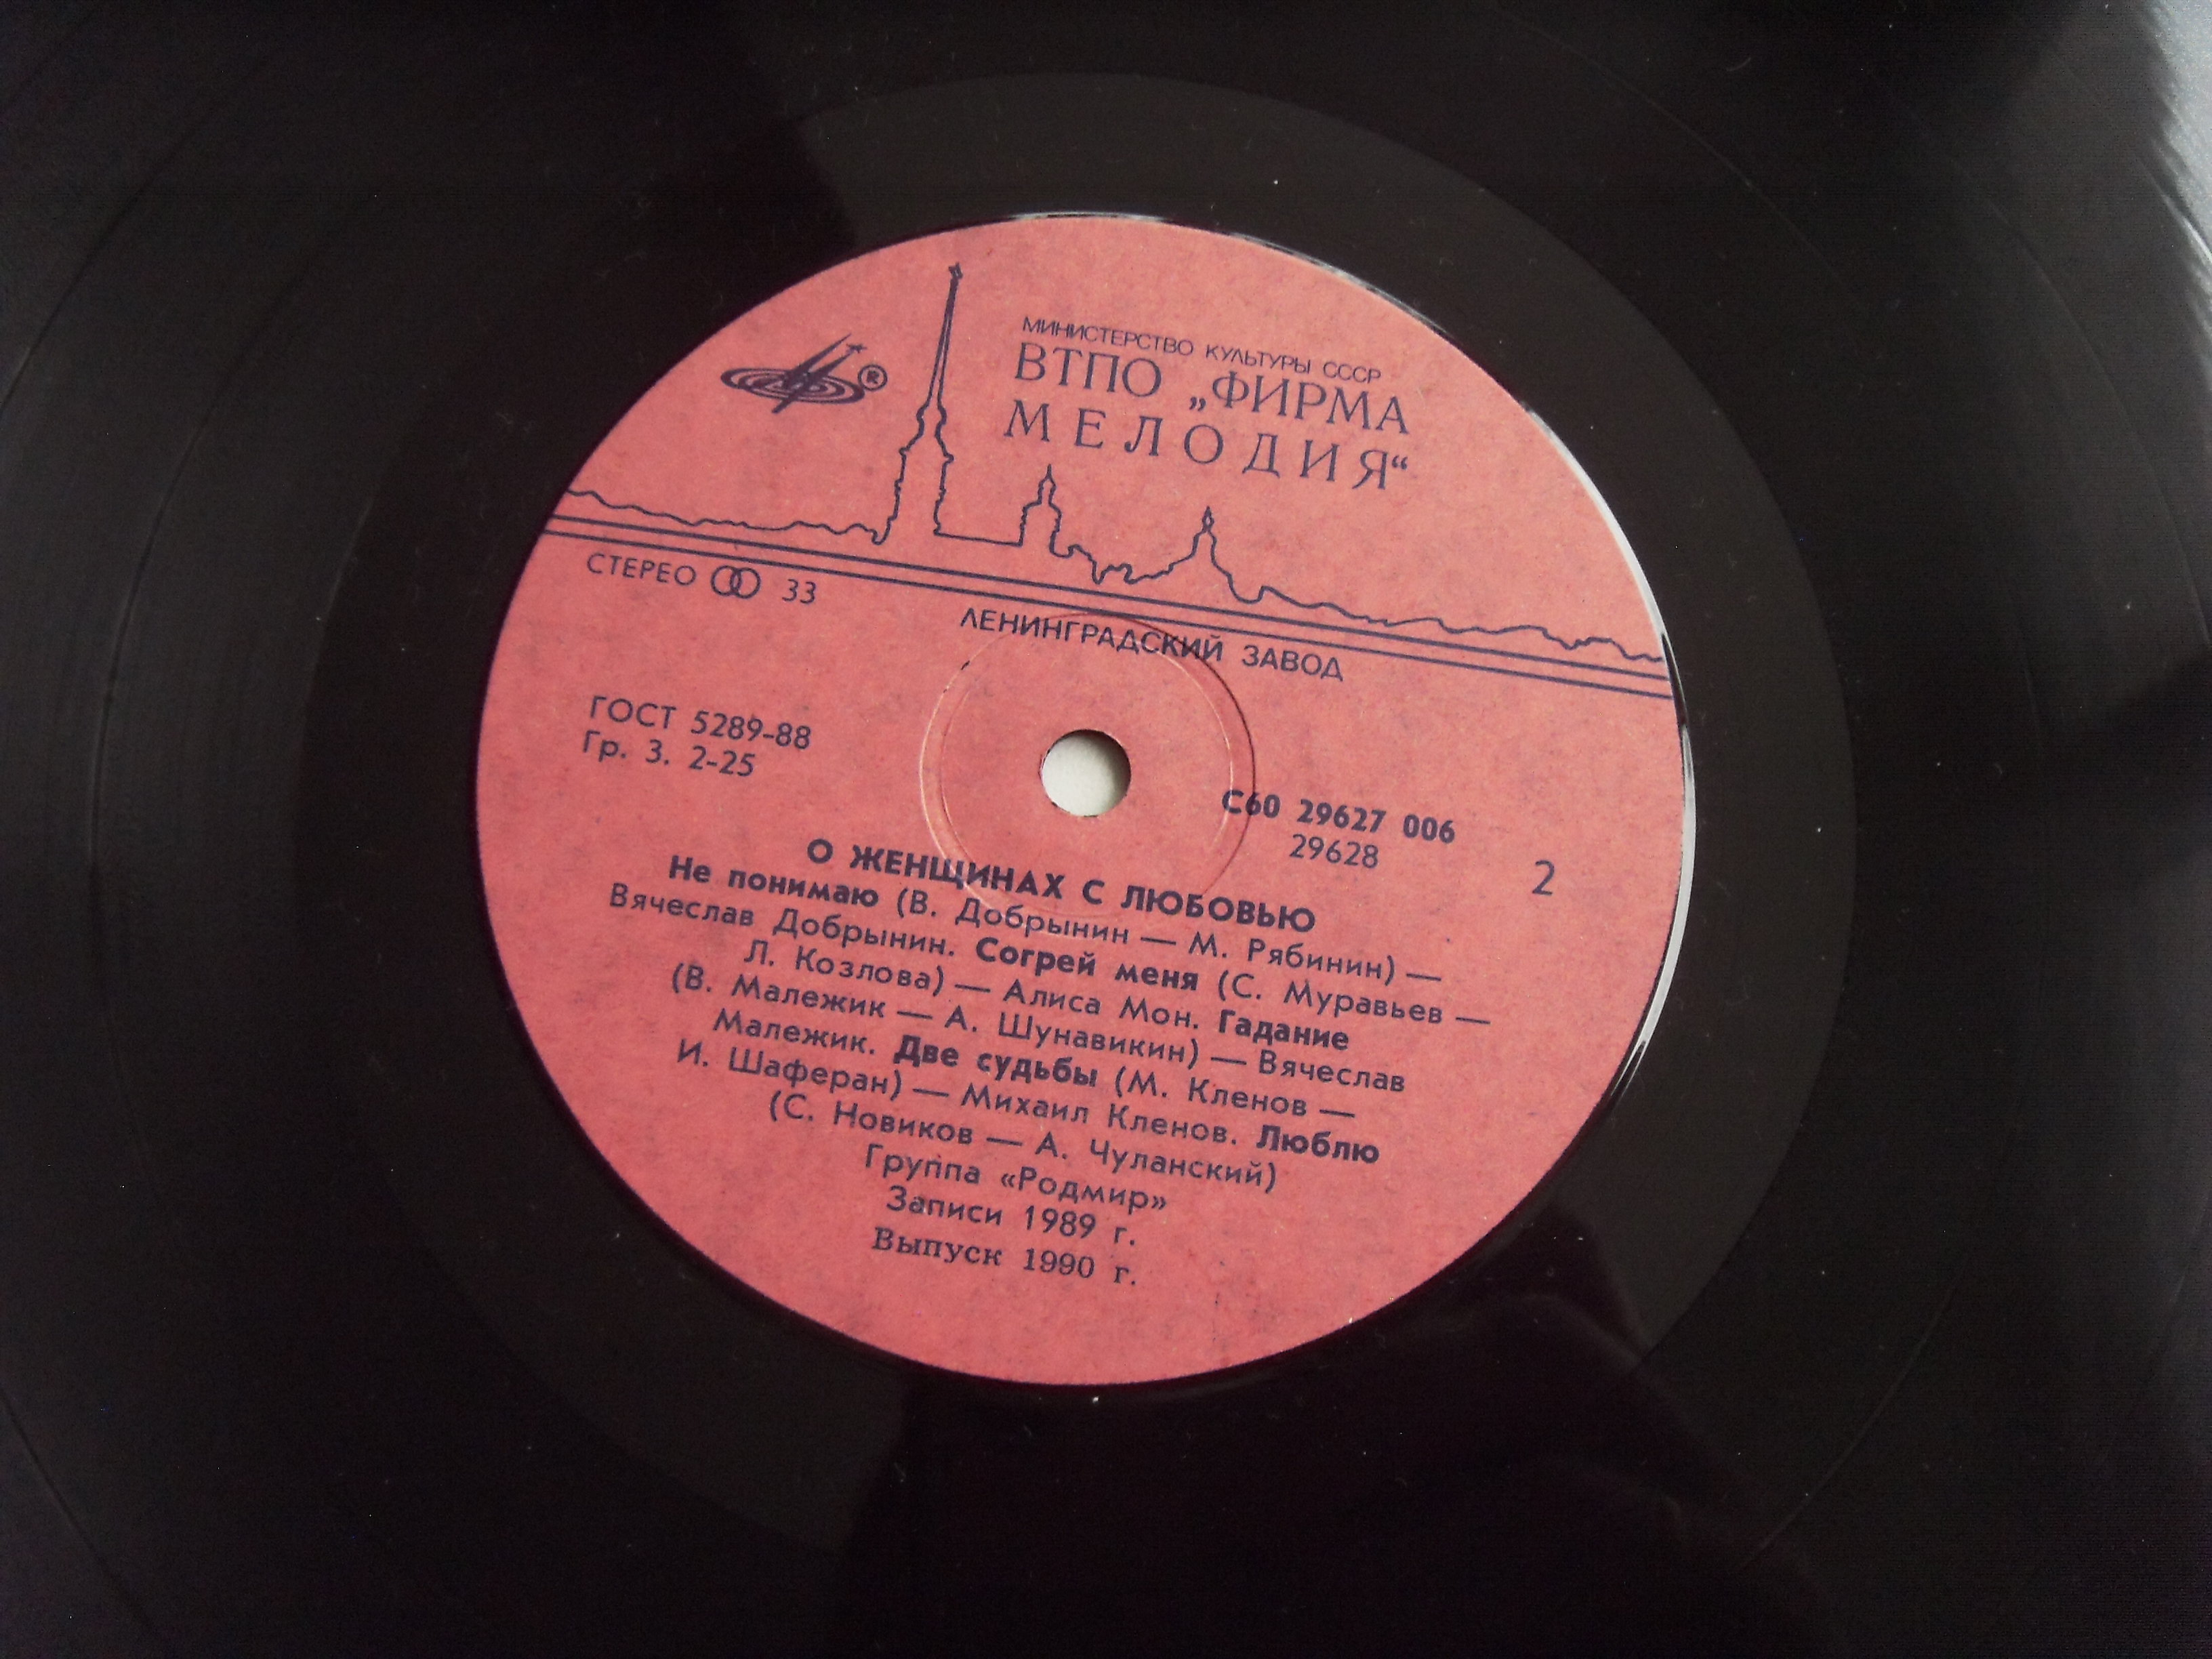 ®
МИНИСТЕРСТВО КУЛЬТУРЫ СССР
ВТПО „ФИРМА
МЕЛОДИЯ“
СТЕРЕО 33
ЛЕНИНГРАДСКИЙ ЗАВОД
ГОСТ 5289-88
Гр. 3. 2-25
С60 29627 006
29628
2
О ЖЕНЩИНАХ С ЛЮБОВЬЮ
Не понимаю (В. Добрынин — М. Рябинин) —
Вячеслав Добрынин. Согрей меня (С. Муравьев —
Л. Козлова) — Алиса Мон. Гадание
(В. Малежик — А. Шунавикин) — Вячеслав
Малежик. Две судьбы (М. Кленов —
И. Шаферан) — Михаил Кленов. Люблю
(С. Новиков — А. Чуланский)
Группа «Родмир»
Записи 1989 г.
Выпуск 1990 г.